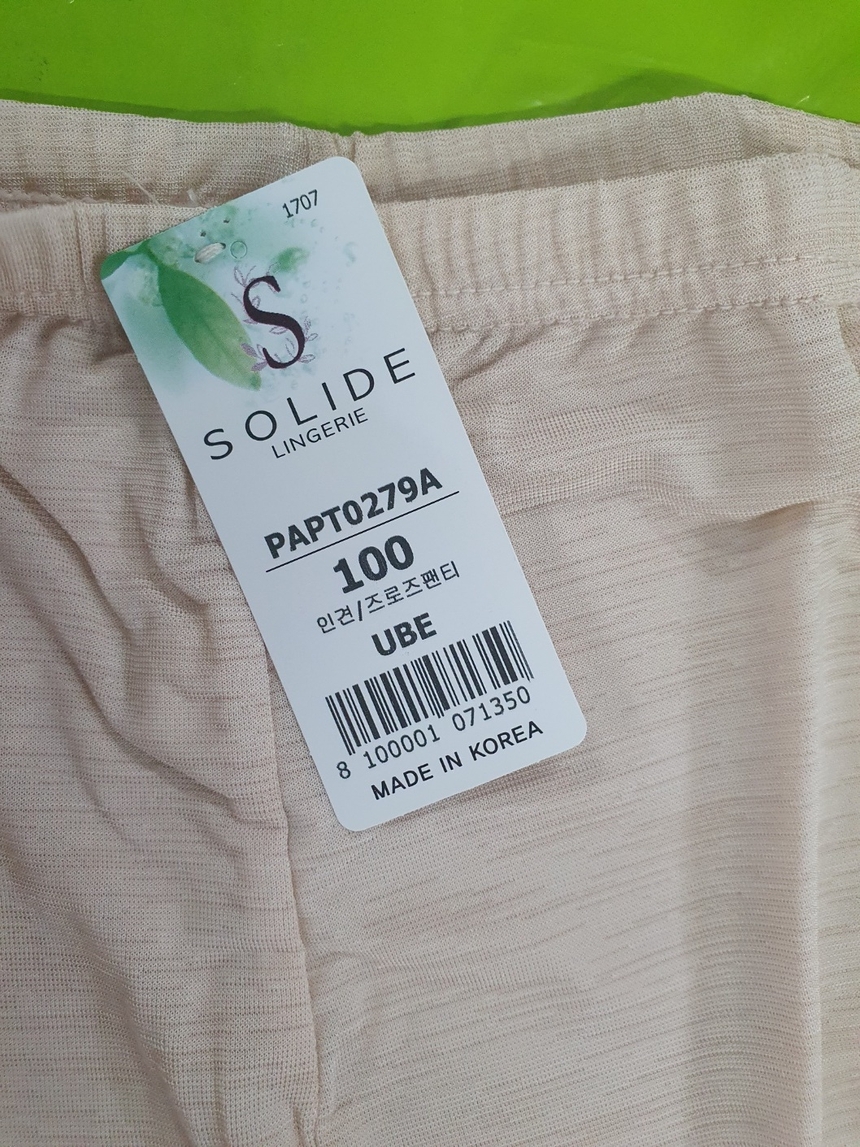 1707
S
SOLIDE
LINGERIE
PAPT0279A
100
인견/즈로즈팬티
UBE
8 100001 071350
MADE IN KOREA